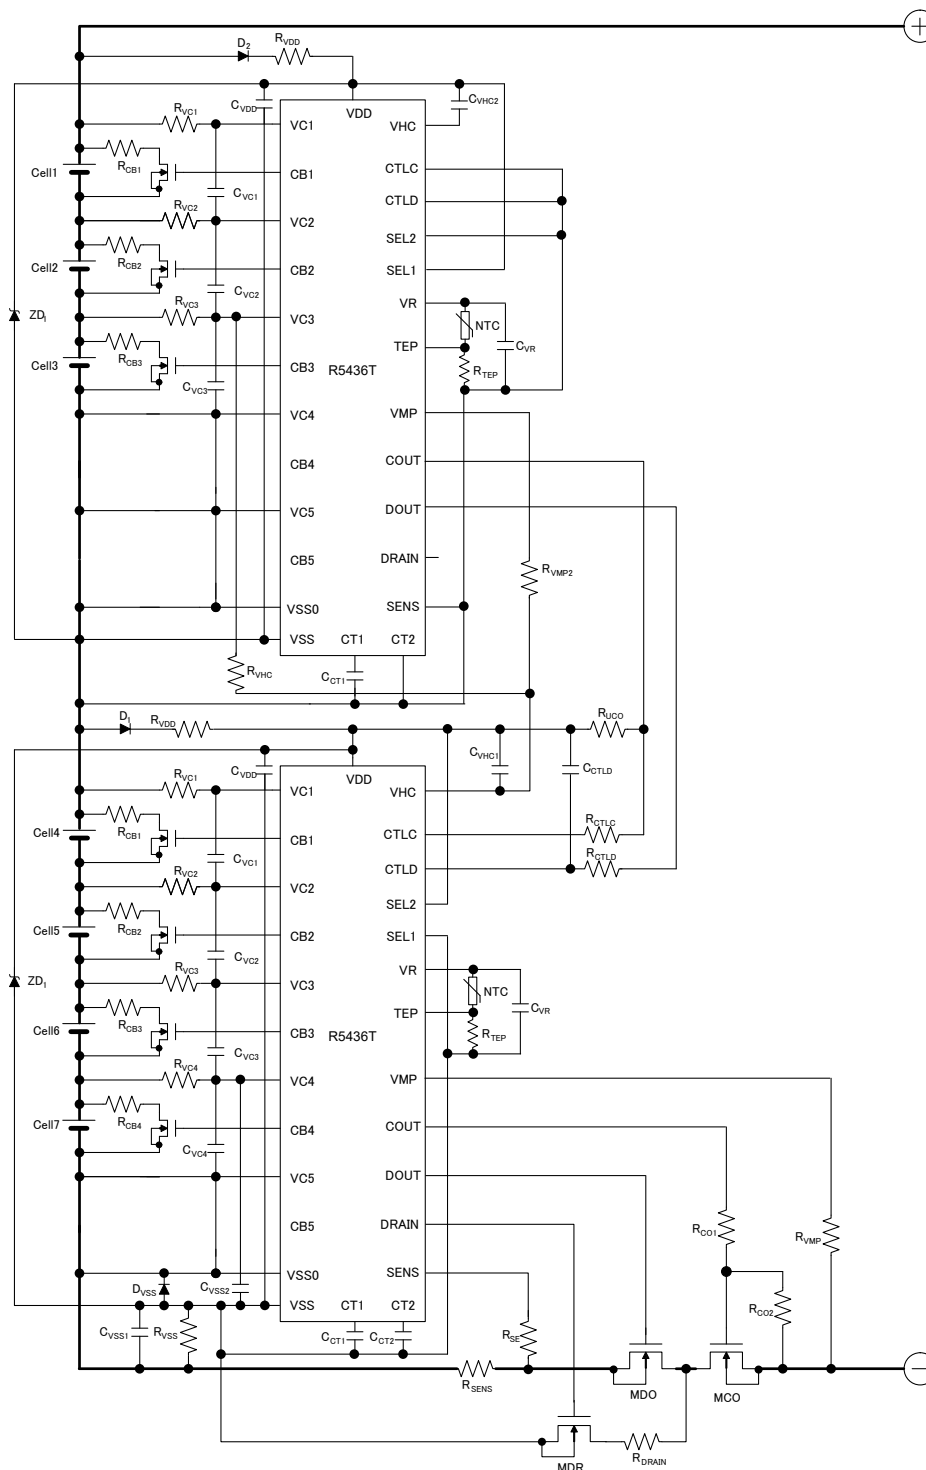 D2 RVDD
CVDD
VDD
CVHC2
RVC1
VC1
VHC
Cell1
RCB1
CB1
CTLC
CVC1
CTLD
RVC2
VC2
SEL2
Cell2
RCB2
CB2
SEL1
CVC2
RVC3
VR
ZD1
VC3
NTC
CVR
TEP
Cell3
RCB3
CB3
R5436T
RTEP
CVC3
VC4
VMP
CB4
COUT
VC5
DOUT
CB5
DRAIN
RVMP2
VSS0
SENS
VSS
CT1
CT2
RVHC
CCT1
D1
RVDD
RUCO
CVDD
VDD
CVHC1
CCTLD
RVC1
VC1
VHC
Cell4
RCB1
CB1
CTLC
RCTLC
CVC1
CTLD
RCTLD
RVC2
VC2
SEL2
Cell5
RCB2
CB2
SEL1
CVC2
RVC3
VR
ZD1
VC3
NTC
CVR
TEP
Cell6
RCB3
CB3
R5436T
RTEP
CVC3
RVC4
VC4
VMP
Cell7
RCB4
CB4
COUT
CVC4
VC5
DOUT
CB5
DRAIN
RCO1
RVMP
VSS0
SENS
DVSS
CVSS2
RCO2
VSS
CT1
CT2
CVSS1
RVSS
CCT1
CCT2
RSE
RSENS
MDO
MCO
MDR
RDRAIN